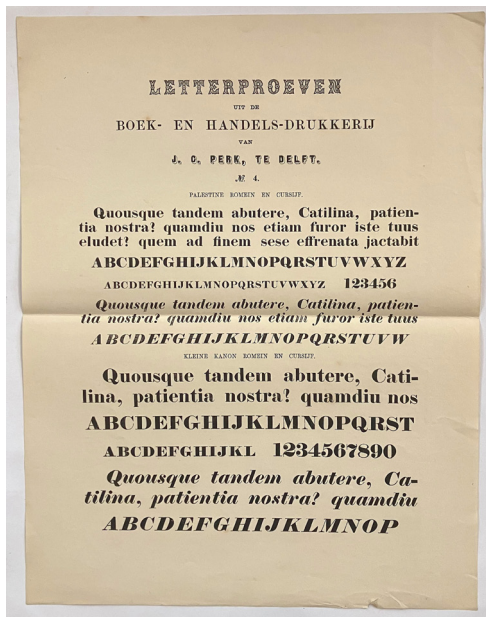 LETTERPROEVEN
UIT DE
BOEK- EN HANDELS-DRUKKERIJ
VAN
J. C. PERK, TE DELFT.
№ 4.
PALESTINE ROMEIN EN CURSIJF.
Quousque tandem abutere, Catilina, patien-
tia nostra? quamdiu nos etiam furor iste tuus
eludet? quem ad finem sese effrenata jactabit
ABCDEFGHIJKLMNOPQRSTUVWXYZ
ABCDEFGHIJKLMNOPQRSTUVWXYZ 123456
Quousque tandem abutere, Catilina, patien-
tia nostra? quamdiu nos etiam furor iste tuus
ABCDEFGHIJKLMNOPQRSTUVW
KLEINE KANON ROMEIN EN CURSIJF.
Quousque tandem abutere, Cati-
lina, patientia nostra? quamdiu nos
ABCDEFGHIJKLMNOPQRST
ABCDEFGHIJKL 1234567890
Quousque tandem abutere, Ca-
tilina, patientia nostra? quamdiu
ABCDEFGHIJKLMNOP